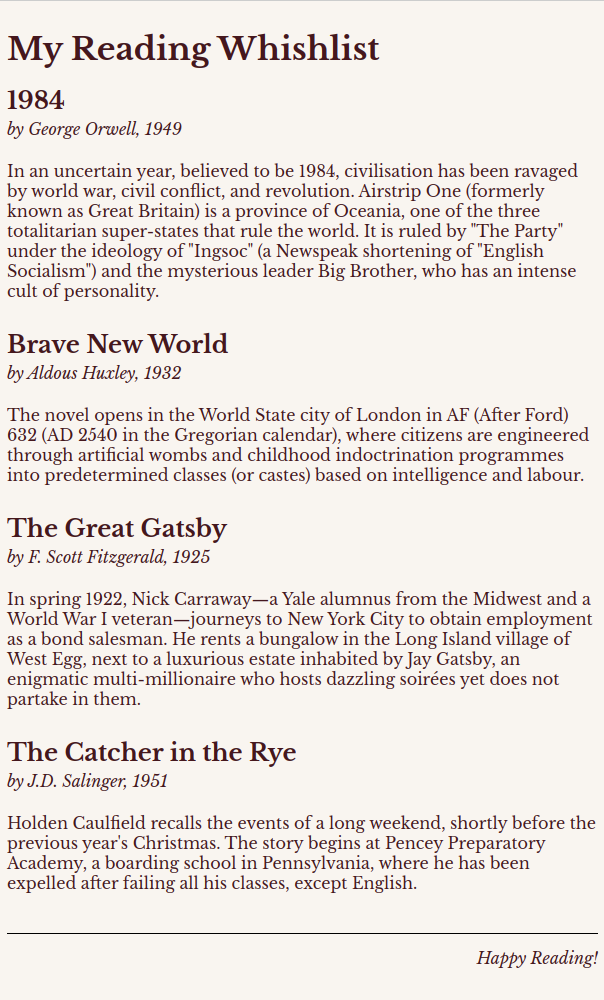 My Reading Whishlist
1984
by George Orwell, 1949
In an uncertain year, believed to be 1984, civilisation has been ravaged
by world war, civil conflict, and revolution. Airstrip One (formerly
known as Great Britain) is a province of Oceania, one of the three
totalitarian super-states that rule the world. It is ruled by "The Party"
under the ideology of "Ingsoc" (a Newspeak shortening of "English
Socialism") and the mysterious leader Big Brother, who has an intense
cult of personality.
Brave New World
by Aldous Huxley, 1932
The novel opens in the World State city of London in AF (After Ford)
632 (AD 2540 in the Gregorian calendar), where citizens are engineered
through artificial wombs and childhood indoctrination programmes
into predetermined classes (or castes) based on intelligence and labour.
The Great Gatsby
by F. Scott Fitzgerald, 1925
In spring 1922, Nick Carraway—a Yale alumnus from the Midwest and a
World War I veteran—journeys to New York City to obtain employment
as a bond salesman. He rents a bungalow in the Long Island village of
West Egg, next to a luxurious estate inhabited by Jay Gatsby, an
enigmatic multi-millionaire who hosts dazzling soirées yet does not
partake in them.
The Catcher in the Rye
by J.D. Salinger, 1951
Holden Caulfield recalls the events of a long weekend, shortly before the
previous year's Christmas. The story begins at Pencey Preparatory
Academy, a boarding school in Pennsylvania, where he has been
expelled after failing all his classes, except English.
Happy Reading!